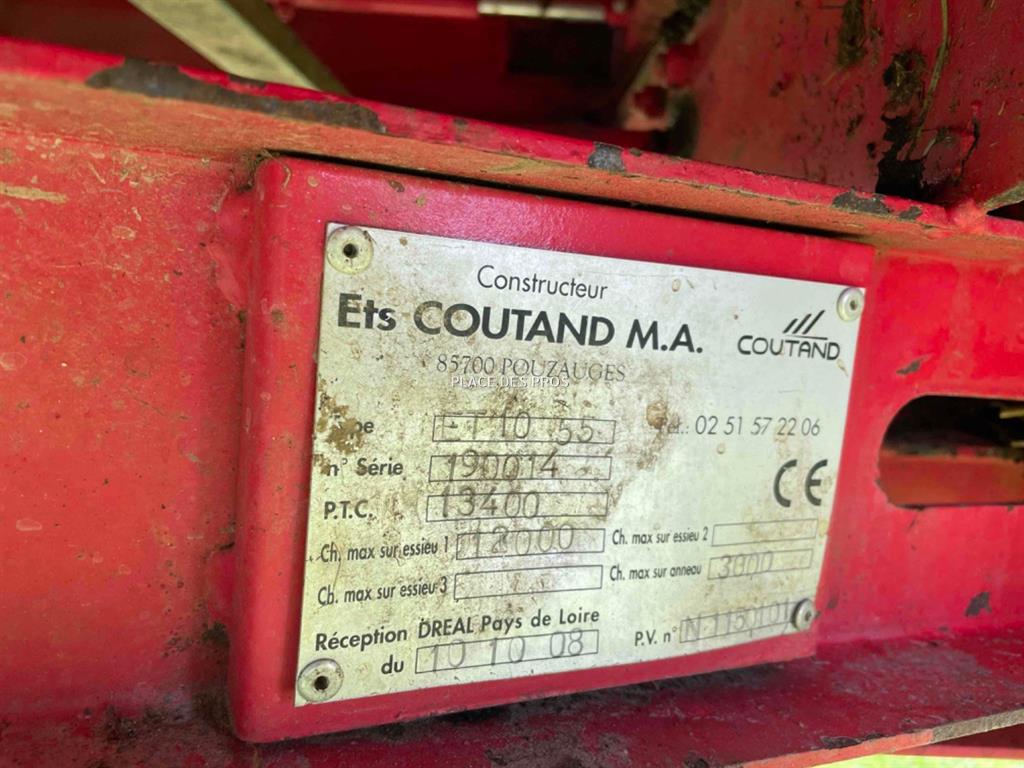 Constructeur
Ets COUTAND M.A.
COUTAND
85700 POUZAUGES
PLACE DES PROS
ET10 55
Tél.: 02 51 57 22 06
n° Série 190014
CE
P.T.C. 13400
Ch. max sur essieu 1 12000
Ch. max sur essieu 2
Ch. max sur essieu 3
Ch. max sur anneau 3000
Réception DREAL Pays de Loire
du 10 10 08
P.V. n°